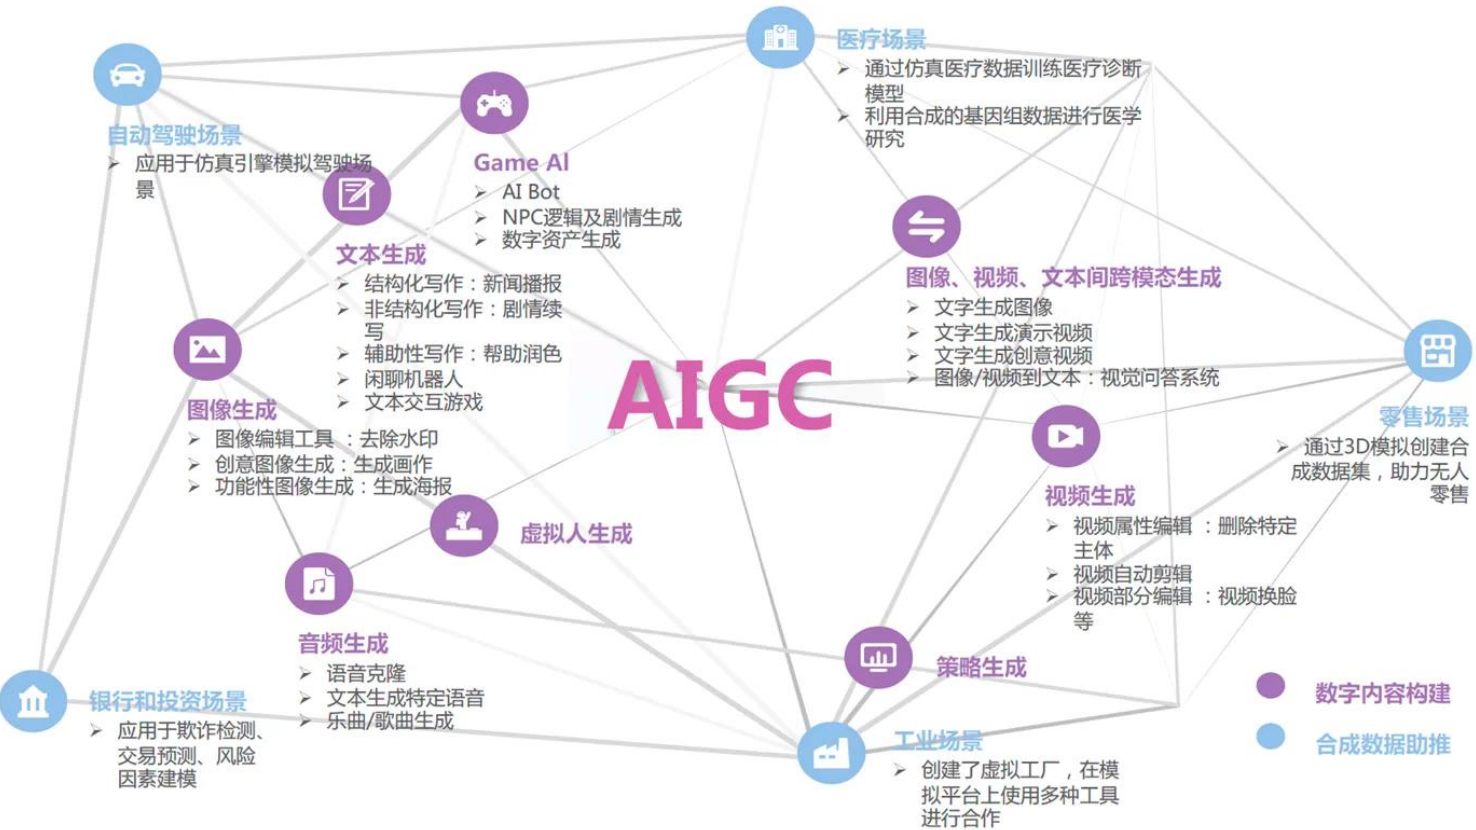 医疗场景
通过仿真医疗数据训练医疗诊断
模型
利用合成的基因组数据进行医学
研究
自动驾驶场景
应用于仿真引擎模拟驾驶场
景
Game AI
AI Bot
NPC逻辑及剧情生成
数字资产生成
文本生成
结构化写作：新闻播报
非结构化写作：剧情续
写
辅助性写作：帮助润色
闲聊机器人
文本交互游戏
图像、视频、文本间跨模态生成
文字生成图像
文字生成演示视频
文字生成创意视频
图像/视频到文本：视觉问答系统
AIGC
图像生成
图像编辑工具 ：去除水印
创意图像生成：生成画作
功能性图像生成：生成海报
零售场景
通过3D模拟创建合
成数据集，助力无人
零售
视频生成
视频属性编辑 ：删除特定
主体
视频自动剪辑
视频部分编辑 ：视频换脸
等
虚拟人生成
音频生成
语音克隆
文本生成特定语音
乐曲/歌曲生成
策略生成
银行和投资场景
应用于欺诈检测、
交易预测、风险
因素建模
工业场景
创建了虚拟工厂，在模
拟平台上使用多种工具
进行合作
数字内容构建
合成数据助推